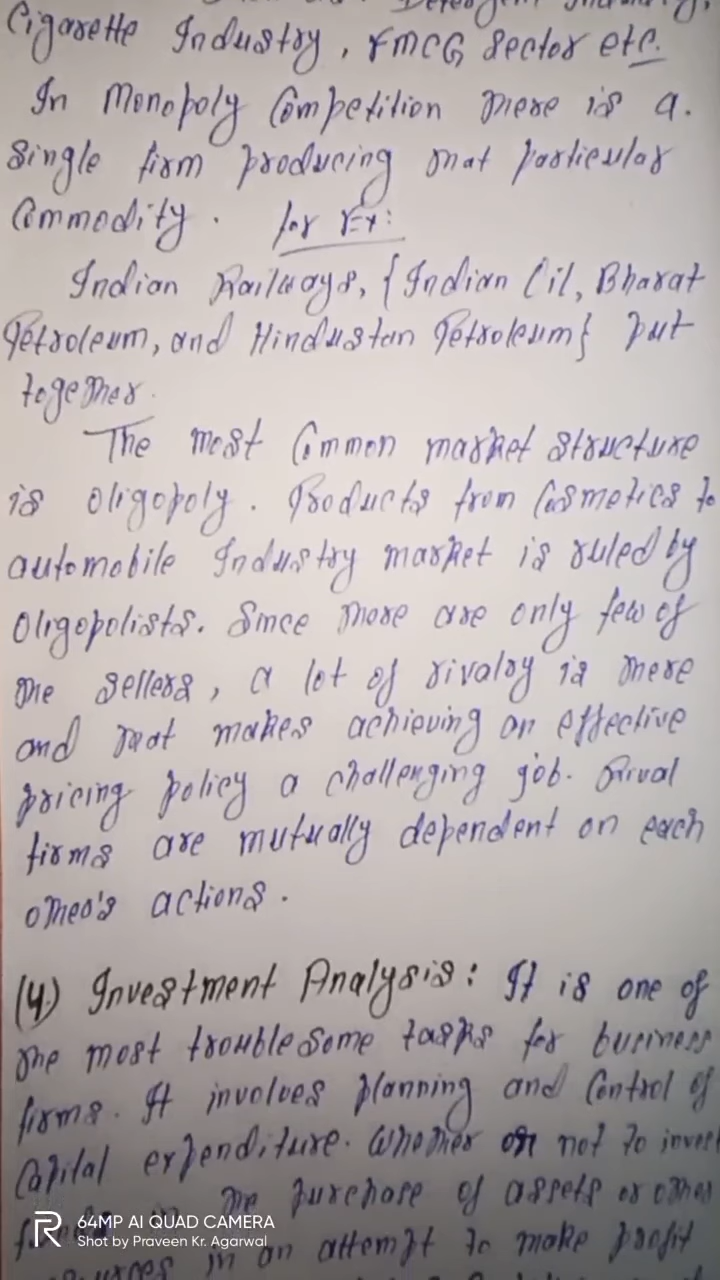 Detergent Industry,
Cigarette Industry, FMCG Sector etc.
In Monopoly Competition there is a.
Single firm producing that particular
Commodity. for Ex:
Indian Railways, {Indian Oil, Bharat
Petroleum, and Hindustan Petroleum} put
together.
The most Common market structure
is Oligopoly. Products from Cosmetics to
automobile Industry market is ruled by
Oligopolists. Since there are only few of
the sellers, a lot of rivalry is there
and that makes achieving an effective
pricing policy a challenging job. Rival
firms are mutually dependent on each
other's actions.
(4) Investment Analysis: It is one of
the most troublesome tasks for business
firms. It involves planning and Control of
Capital expenditure. Whether or not to invest
in the purchase of assets or other
in an attempt to make profit
64MP AI QUAD CAMERA
Shot by Praveen Kr. Agarwal